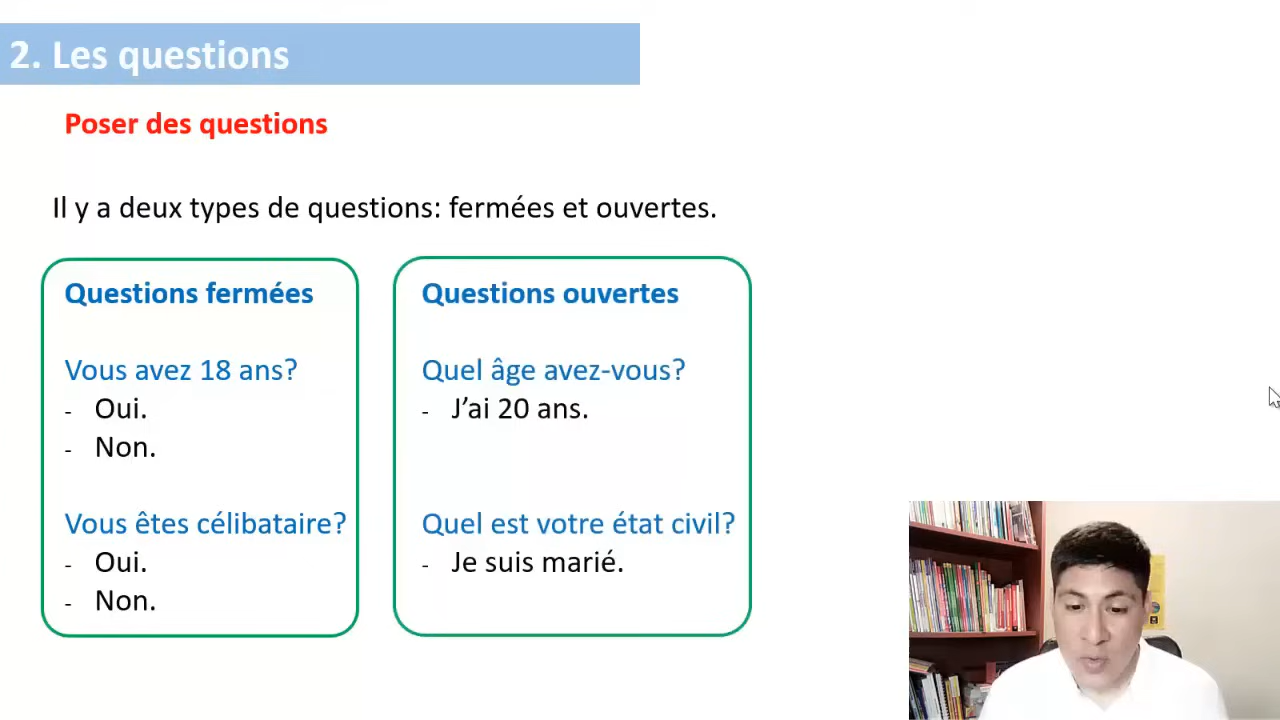 2. Les questions
Poser des questions
Il y a deux types de questions: fermées et ouvertes.
Questions fermées
Vous avez 18 ans?
- Oui.
- Non.
Vous êtes célibataire?
- Oui.
- Non.
Questions ouvertes
Quel âge avez-vous?
- J’ai 20 ans.
Quel est votre état civil?
- Je suis marié.